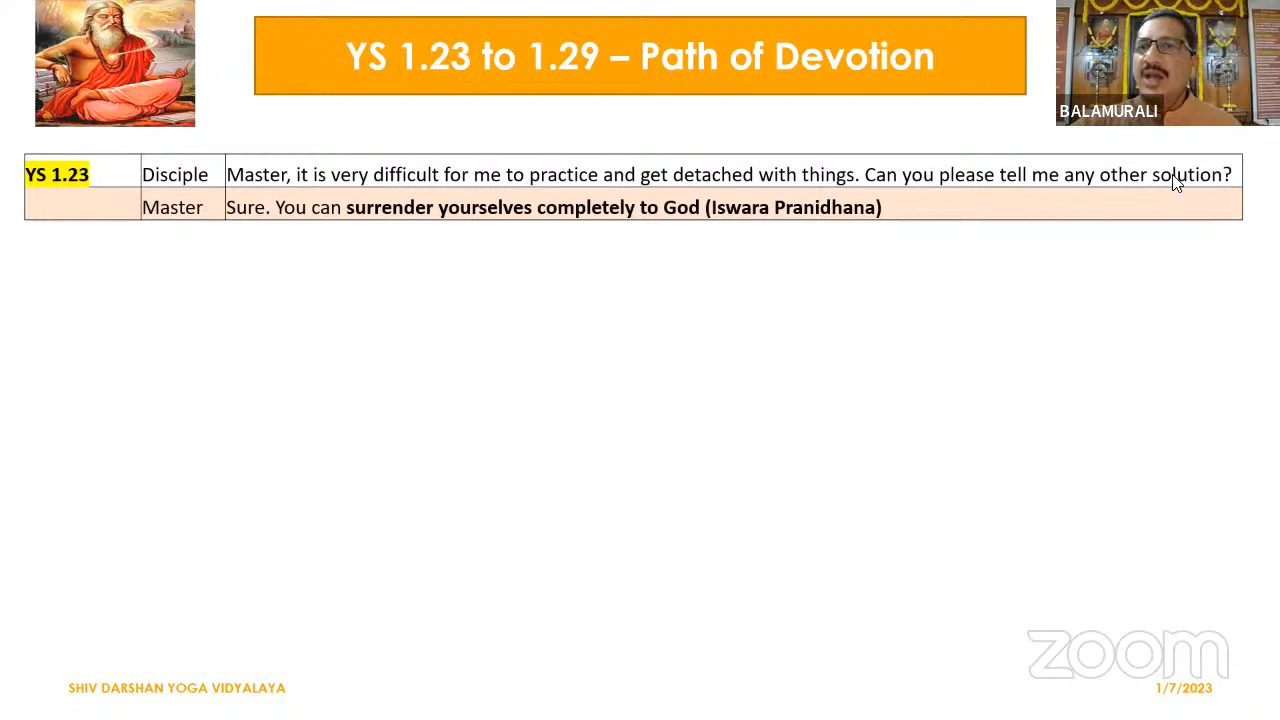 YS 1.23 to 1.29 – Path of Devotion
BALAMURALI
YS 1.23 Disciple Master, it is very difficult for me to practice and get detached with things. Can you please tell me any other solution?
Master Sure. You can surrender yourselves completely to God (Iswara Pranidhana)
zoom
SHIV DARSHAN YOGA VIDYALAYA 1/7/2023